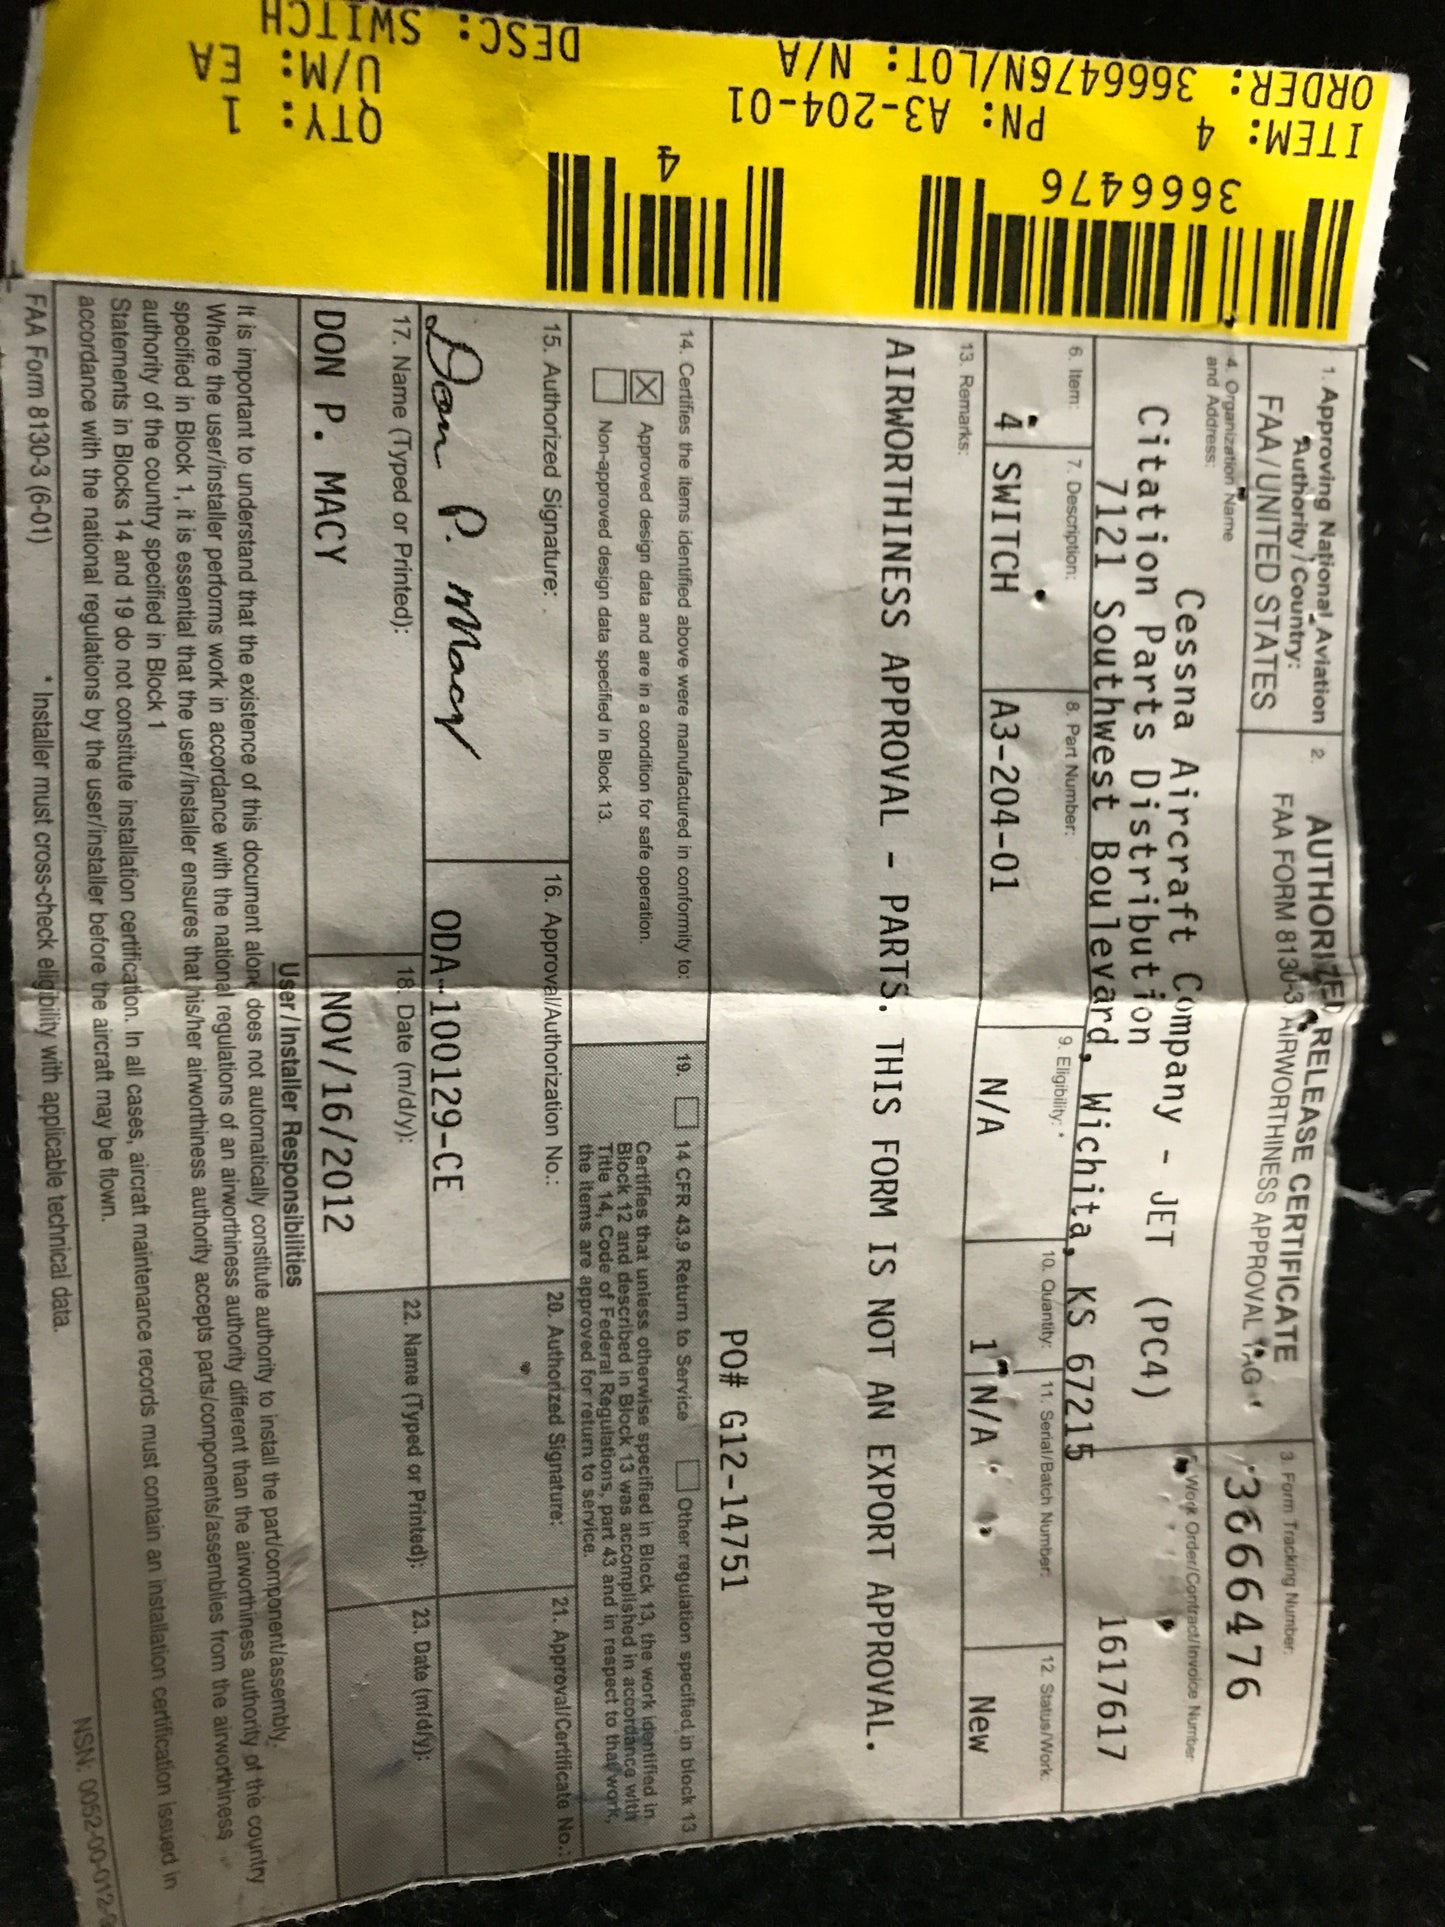 3666476
4
ITEM: 4 PN: A3-204-01 QTY: 1
ORDER: 3666476N/LOT: N/A U/M: EA
DESC: SWITCH
1. Approving National Aviation
Authority/Country:
FAA/UNITED STATES
2. AUTHORIZED RELEASE CERTIFICATE
FAA FORM 8130-3 AIRWORTHINESS APPROVAL TAG
3. Form Tracking Number:
3666476
4. Organization Name
and Address:
Cessna Aircraft Company - JET
Citation Parts Distribution (PC4)
7121 Southwest Boulevard, Wichita, KS 67215
5. Work Order/Contract/Invoice Number:
1617617
6. Item: 7. Description: 8. Part Number: 9. Eligibility: * 10. Quantity: 11. Serial/Batch Number: 12. Status/Work:
4 SWITCH A3-204-01 N/A 1 N/A New
13. Remarks:
AIRWORTHINESS APPROVAL - PARTS. THIS FORM IS NOT AN EXPORT APPROVAL.
PO# G12-14751
14. Certifies the items identified above were manufactured in conformity to:
X Approved design data and are in a condition for safe operation.
Non-approved design data specified in Block 13.
19. 14 CFR 43.9 Return to Service Other regulation specified in block 13
Certifies that unless otherwise specified in Block 13, the work identified in
Block 12 and described in Block 13 was accomplished in accordance with
Title 14, Code of Federal Regulations, part 43 and in respect to that work,
the items are approved for return to service.
15. Authorized Signature:
Don P. Macy
16. Approval/Authorization No.:
ODA-100129-CE
20. Authorized Signature:
21. Approval/Certificate No.:
17. Name (Typed or Printed):
DON P. MACY
18. Date (m/d/y):
NOV/16/2012
22. Name (Typed or Printed):
23. Date (m/d/y):
User/Installer Responsibilities
It is important to understand that the existence of this document alone does not automatically constitute authority to install the part/component/assembly.
Where the user/installer performs work in accordance with the national regulations of an airworthiness authority different than the airworthiness authority of the country
specified in Block 1, it is essential that the user/installer ensures that his/her airworthiness authority accepts parts/components/assemblies from the airworthiness
authority of the country specified in Block 1
Statements in Blocks 14 and 19 do not constitute installation certification. In all cases, aircraft maintenance records must contain an installation certification issued in
accordance with the national regulations by the user/installer before the aircraft may be flown.
FAA Form 8130-3 (6-01) * Installer must cross-check eligibility with applicable technical data. NSN: 0052-00-012-9